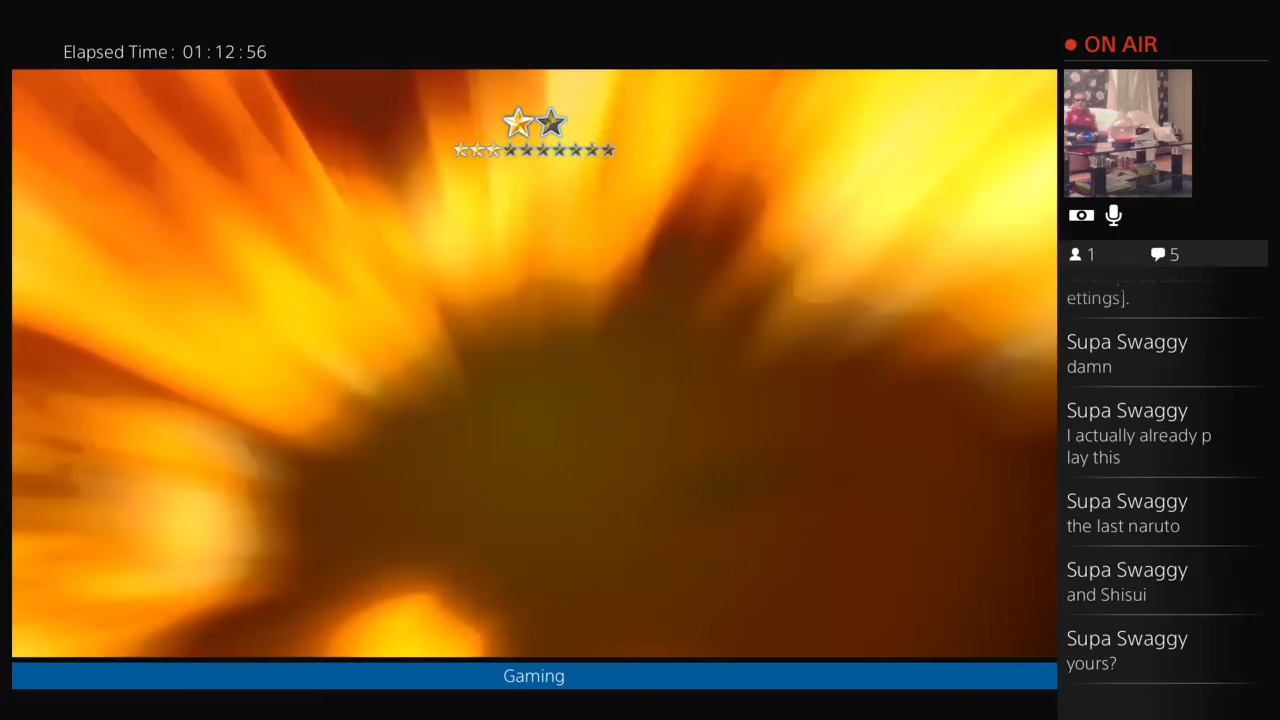 Elapsed Time: 01:12:56
ON AIR
1
5
ettings].
Supa Swaggy
damn
Supa Swaggy
I actually already p
lay this
Supa Swaggy
the last naruto
Supa Swaggy
and Shisui
Supa Swaggy
yours?
Gaming